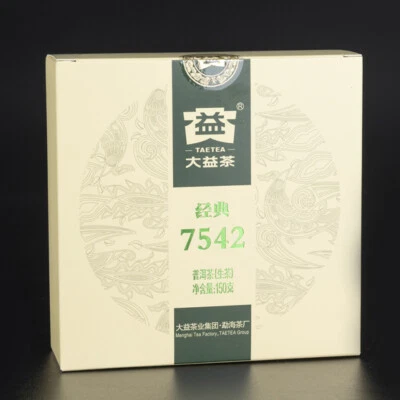 益
®
TAETEA
大益茶
经典
7542
普洱茶(生茶)
净含量:150克
大益茶业集团·勐海茶厂
Menghai Tea Factory, TAETEA Group